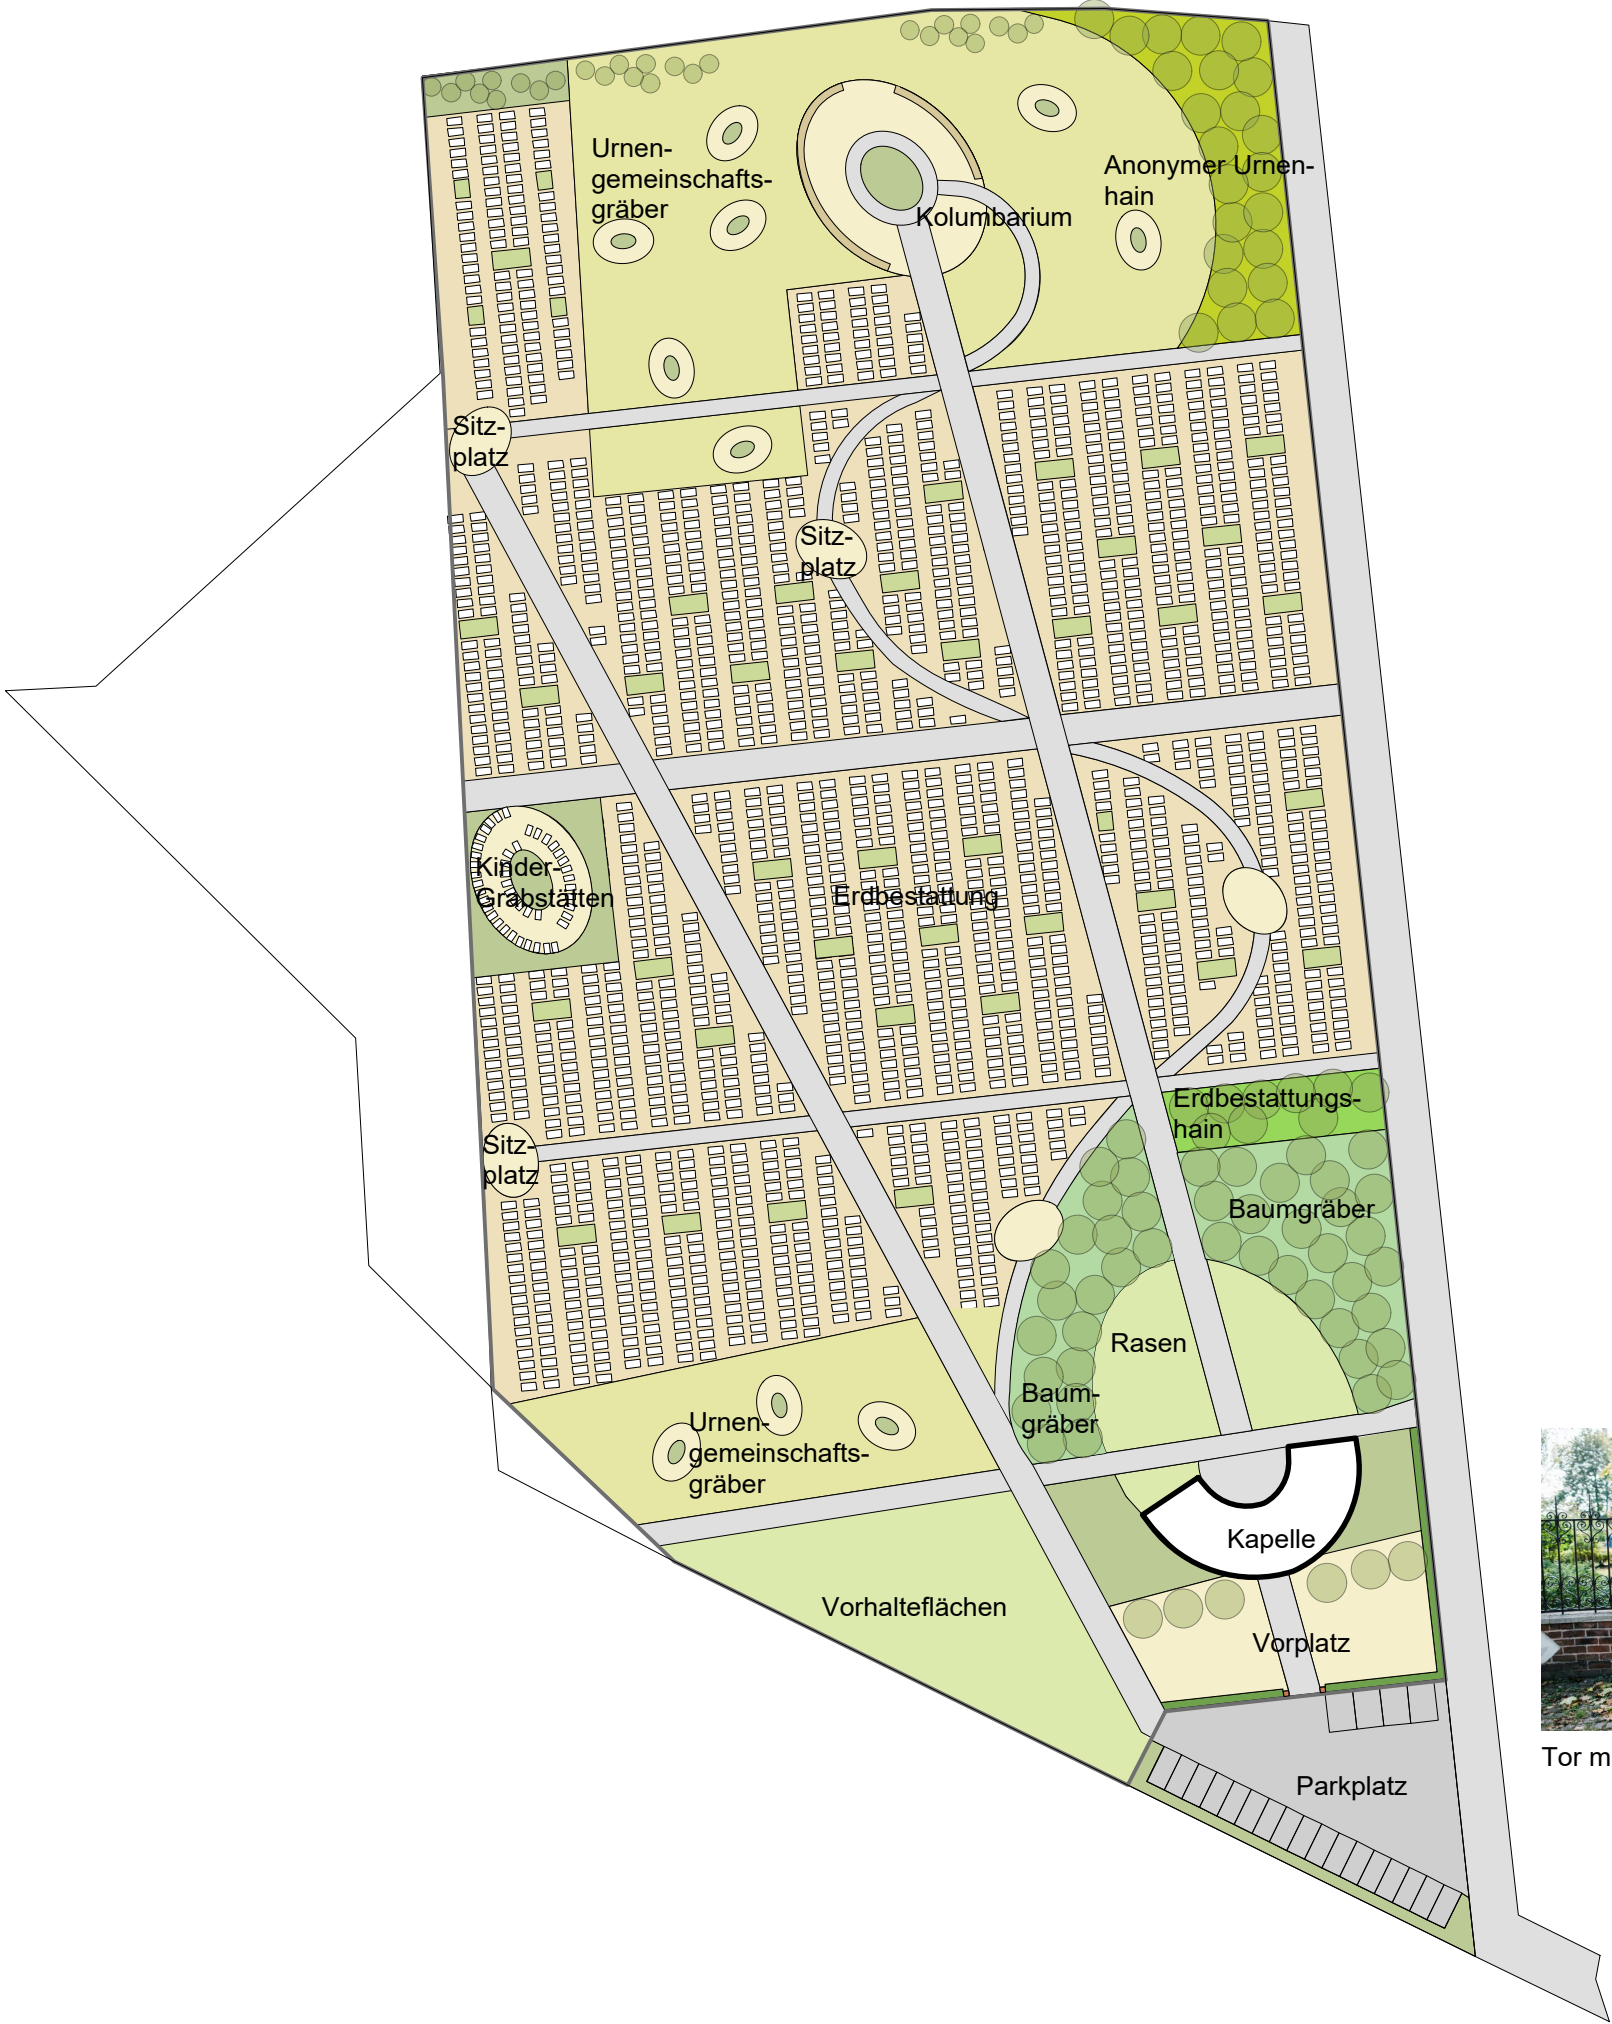 Urnen-
gemeinschafts-
gräber
Kolumbarium
Anonymer Urnen-
hain
Sitz-
platz
Sitz-
platz
Kinder-
Grabstätten
Erdbestattung
Sitz-
platz
Erdbestattungs-
hain
Baumgräber
Rasen
Baum-
gräber
Urnen-
gemeinschafts-
gräber
Kapelle
Vorhalteflächen
Vorplatz
Tor m
Parkplatz